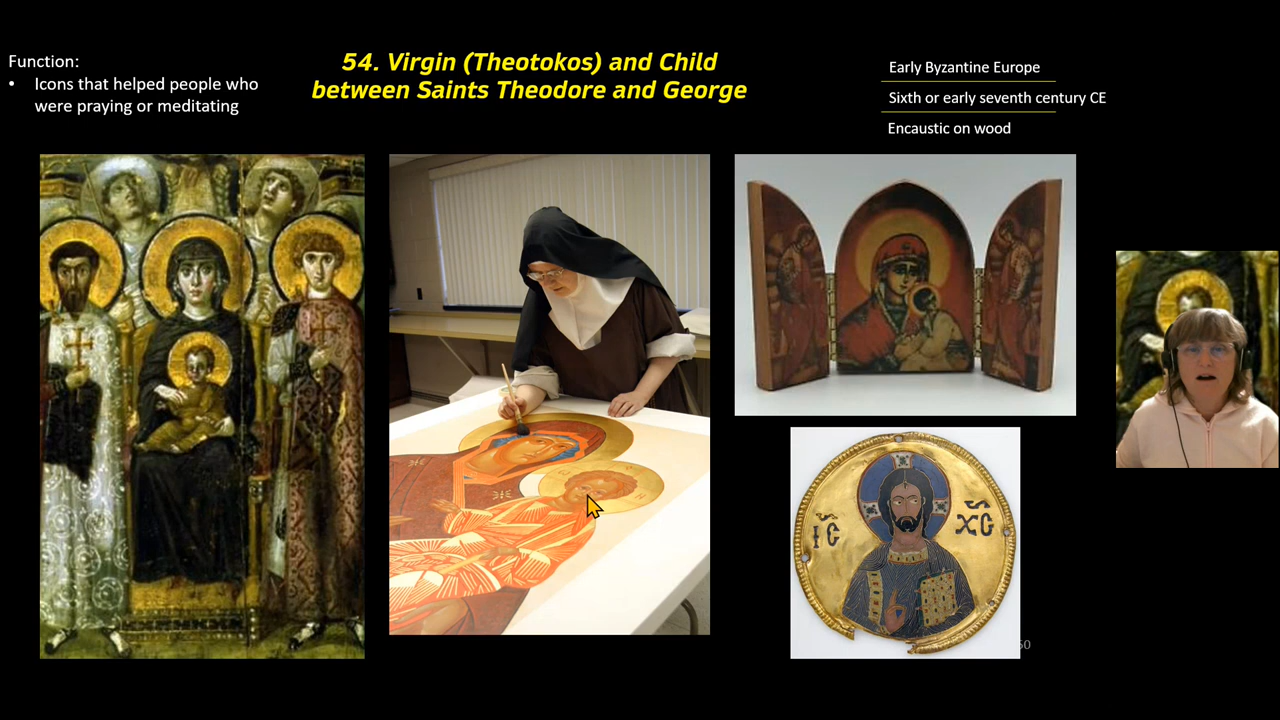 Function:
• Icons that helped people who
were praying or meditating
54. Virgin (Theotokos) and Child
between Saints Theodore and George
Early Byzantine Europe
Sixth or early seventh century CE
Encaustic on wood
IC
XC